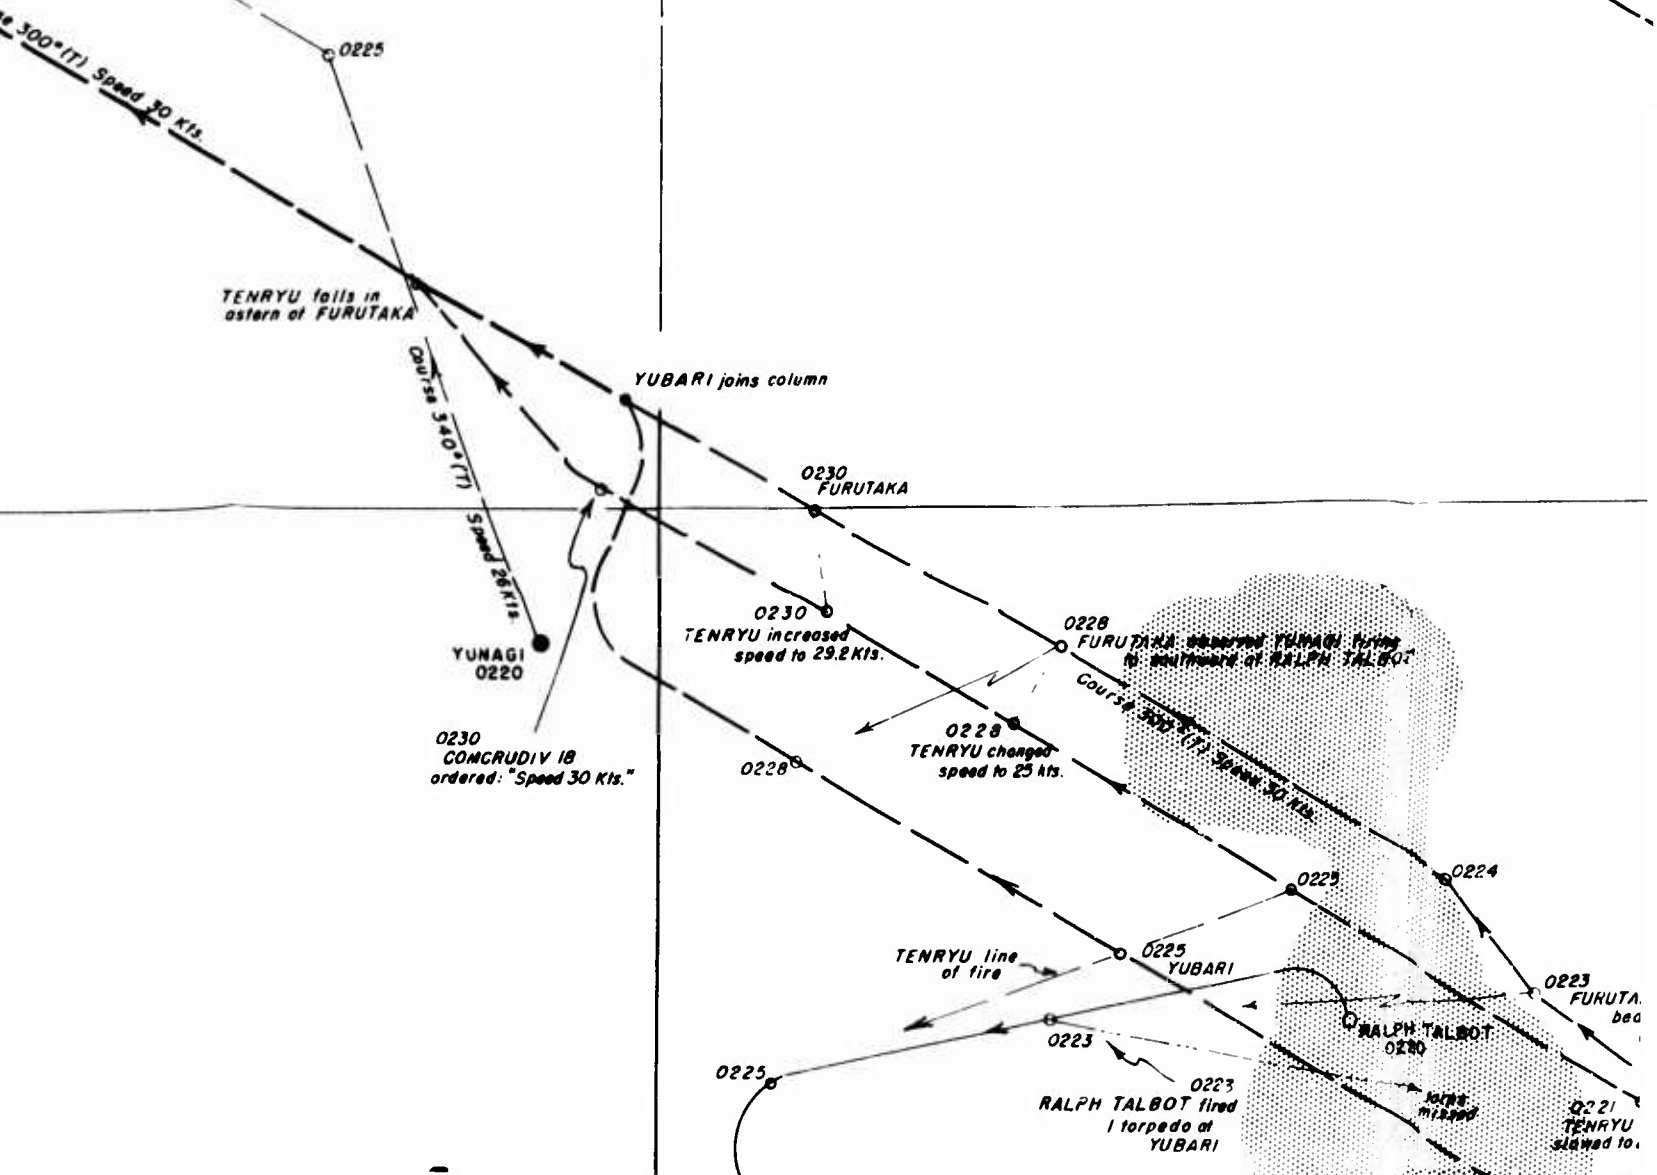 0225
300°(T) Speed 30 Kts.
TENRYU falls in
astern of FURUTAKA
YUBARI joins column
Course 340°(T) Speed 26 Kts.
0230
FURUTAKA
0230
TENRYU increased
speed to 29.2 Kts.
YUNAGI
0220
0228
FURUTAKA observed YUNAGI firing
to southward at RALPH TALBOT
Course 300°(T) Speed 30 Kts.
0228
TENRYU changed
speed to 25 kts.
0230
COMCRUDIV 18
ordered: "Speed 30 Kts."
0228
0224
0225
TENRYU line
of fire
0225
YUBARI
0223
RALPH TALBOT
0220
0223
0225
0223
RALPH TALBOT fired
1 torpedo at
YUBARI
missed
0221
TENRYU
slowed to